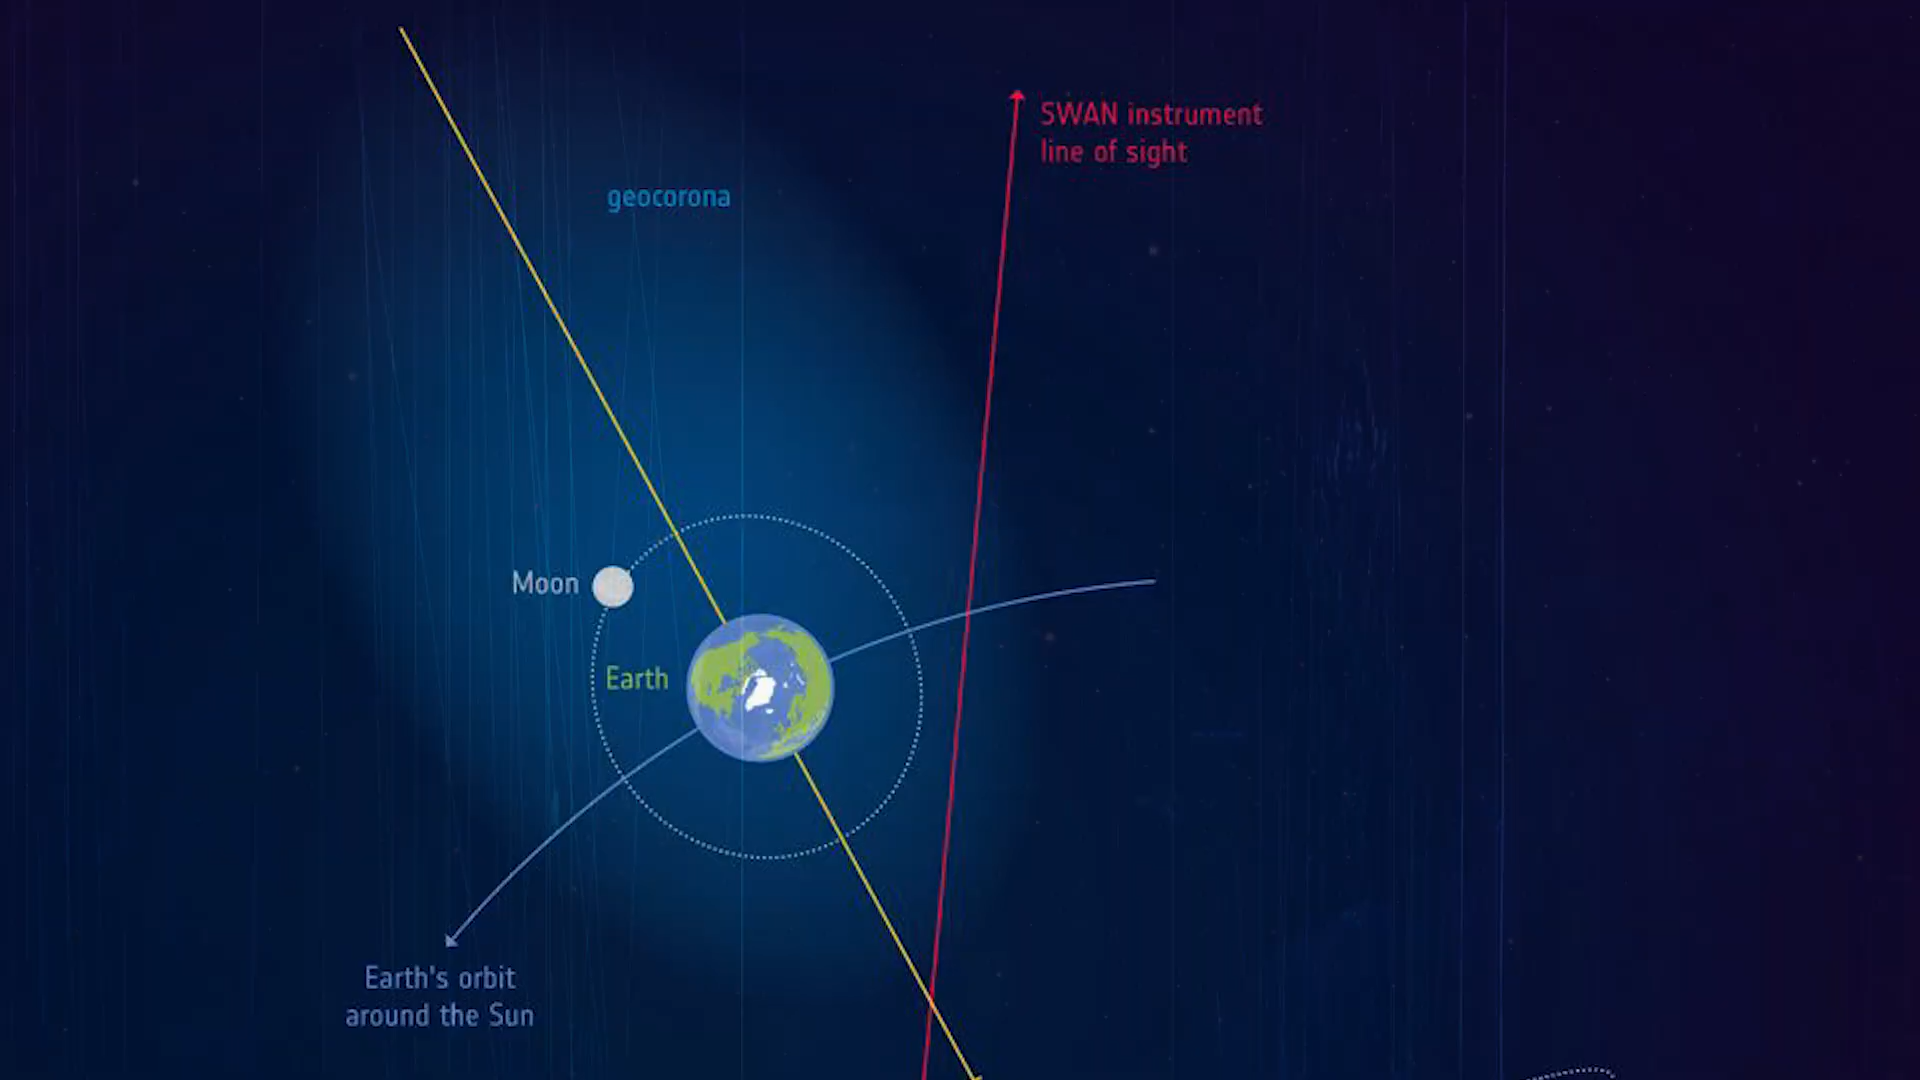 SWAN instrument
line of sight
geocorona
Moon
Earth
Earth's orbit
around the Sun